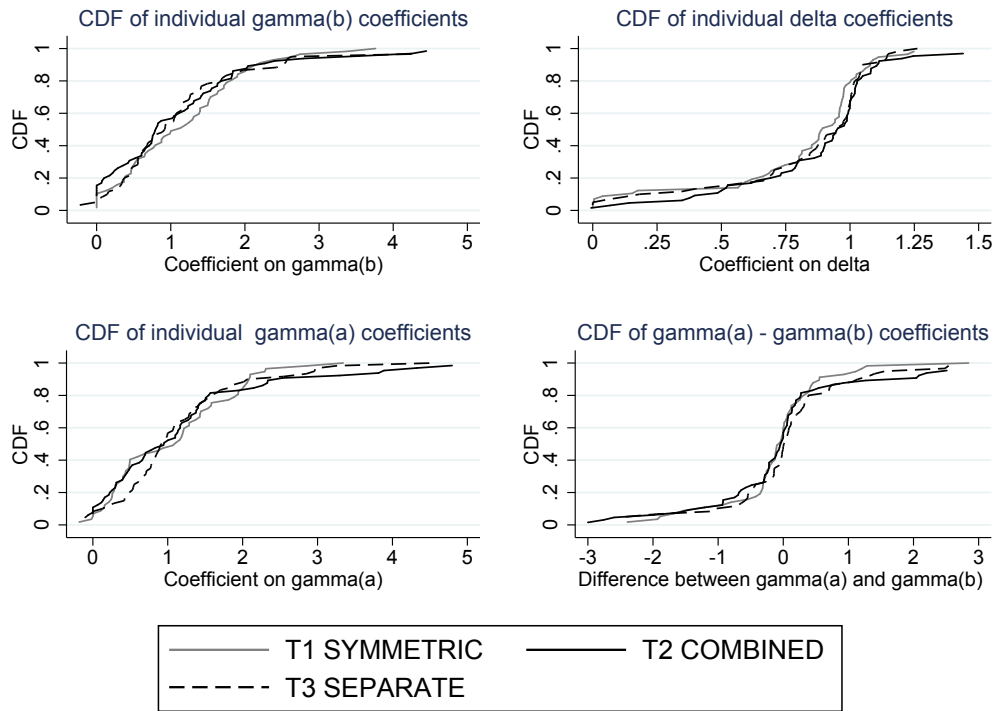 CDF of individual gamma(b) coefficients
CDF
0 .2 .4 .6 .8 1
0 1 2 3 4 5
Coefficient on gamma(b)
CDF of individual delta coefficients
CDF
0 .2 .4 .6 .8 1
0 .25 .5 .75 1 1.25 1.5
Coefficient on delta
CDF of individual gamma(a) coefficients
CDF
0 .2 .4 .6 .8 1
0 1 2 3 4 5
Coefficient on gamma(a)
CDF of gamma(a) - gamma(b) coefficients
CDF
0 .2 .4 .6 .8 1
-3 -2 -1 0 1 2 3
Difference between gamma(a) and gamma(b)
T1 SYMMETRIC T2 COMBINED
T3 SEPARATE